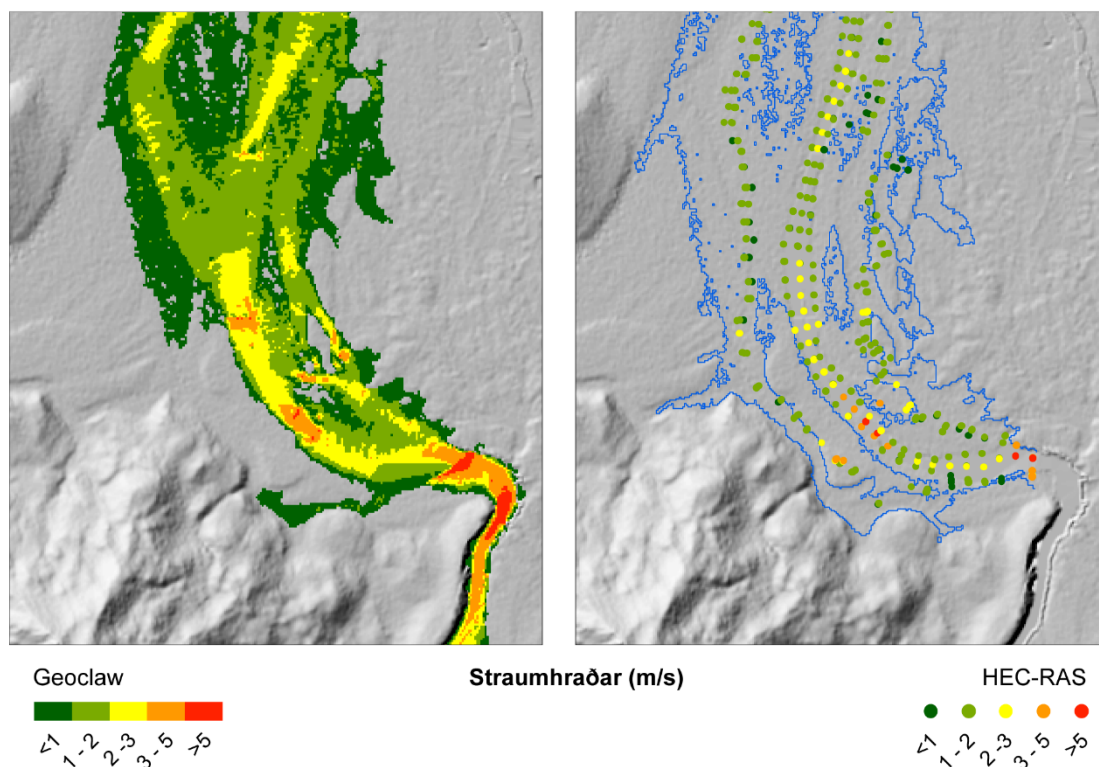 Geoclaw
Straumhraðar (m/s)
HEC-RAS
<1
1 - 2
2 -3
3 - 5
>5
<1
1 - 2
2 -3
3 - 5
>5